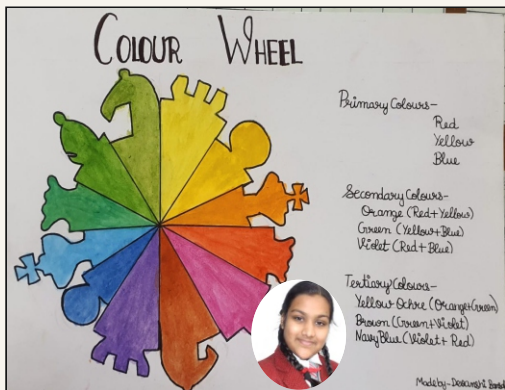 COLOUR WHEEL
Primary Colours-
Red
Yellow
Blue
Secondary Colours-
Orange (Red+Yellow)
Green (Yellow+Blue)
Violet (Red+Blue)
Tertiary Colours-
Yellow Ochre (Orange+Green)
Brown (Green+Violet)
Navy Blue (Violet + Red)
Made by-